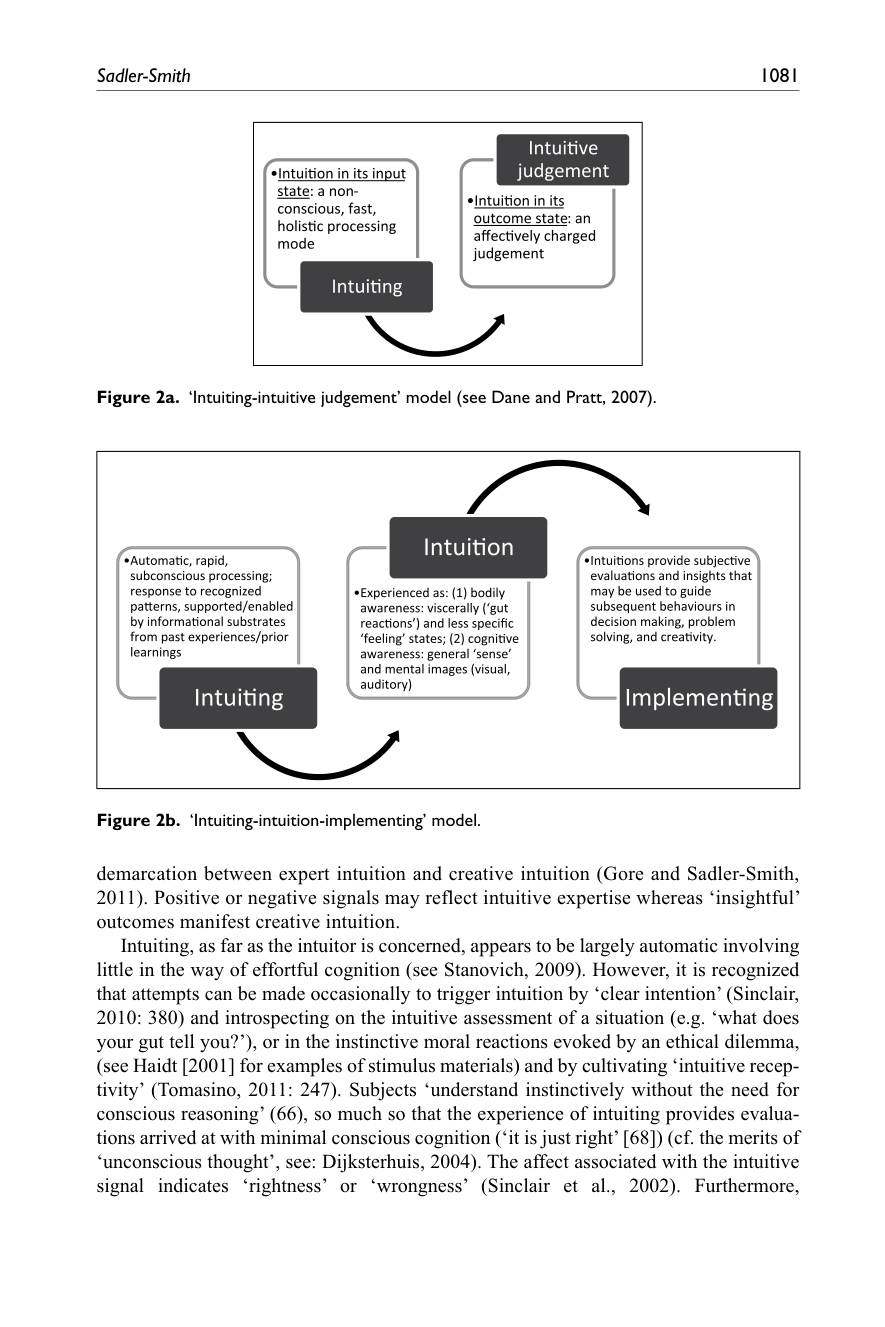 Sadler-Smith 1081
•Intuition in its input
state: a non-
conscious, fast,
holistic processing
mode
Intuiting
Intuitive
judgement
•Intuition in its
outcome state: an
affectively charged
judgement
Figure 2a. ‘Intuiting-intuitive judgement’ model (see Dane and Pratt, 2007).
•Automatic, rapid,
subconscious processing;
response to recognized
patterns, supported/enabled
by informational substrates
from past experiences/prior
learnings
Intuiting
Intuition
•Experienced as: (1) bodily
awareness: viscerally (‘gut
reactions’) and less specific
‘feeling’ states; (2) cognitive
awareness: general ‘sense’
and mental images (visual,
auditory)
•Intuitions provide subjective
evaluations and insights that
may be used to guide
subsequent behaviours in
decision making, problem
solving, and creativity.
Implementing
Figure 2b. ‘Intuiting-intuition-implementing’ model.
demarcation between expert intuition and creative intuition (Gore and Sadler-Smith,
2011). Positive or negative signals may reflect intuitive expertise whereas ‘insightful’
outcomes manifest creative intuition.
Intuiting, as far as the intuitor is concerned, appears to be largely automatic involving
little in the way of effortful cognition (see Stanovich, 2009). However, it is recognized
that attempts can be made occasionally to trigger intuition by ‘clear intention’ (Sinclair,
2010: 380) and introspecting on the intuitive assessment of a situation (e.g. ‘what does
your gut tell you?’), or in the instinctive moral reactions evoked by an ethical dilemma,
(see Haidt [2001] for examples of stimulus materials) and by cultivating ‘intuitive recep-
tivity’ (Tomasino, 2011: 247). Subjects ‘understand instinctively without the need for
conscious reasoning’ (66), so much so that the experience of intuiting provides evalua-
tions arrived at with minimal conscious cognition (‘it is just right’ [68]) (cf. the merits of
‘unconscious thought’, see: Dijksterhuis, 2004). The affect associated with the intuitive
signal indicates ‘rightness’ or ‘wrongness’ (Sinclair et al., 2002). Furthermore,